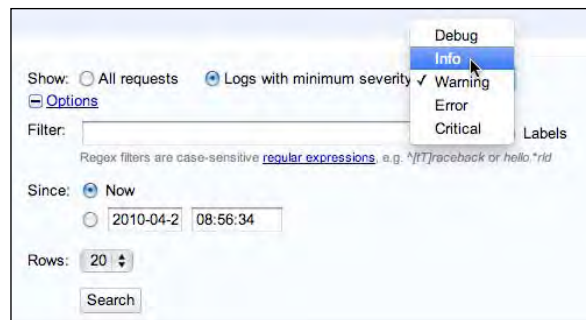 Debug
Info
Show: All requests Logs with minimum severity ✓ Warning
Options
Error
Filter:
Critical
Labels
Regex filters are case-sensitive regular expressions, e.g. ^[tT]raceback or hello.*rld
Since: Now
2010-04-2 08:56:34
Rows: 20
Search